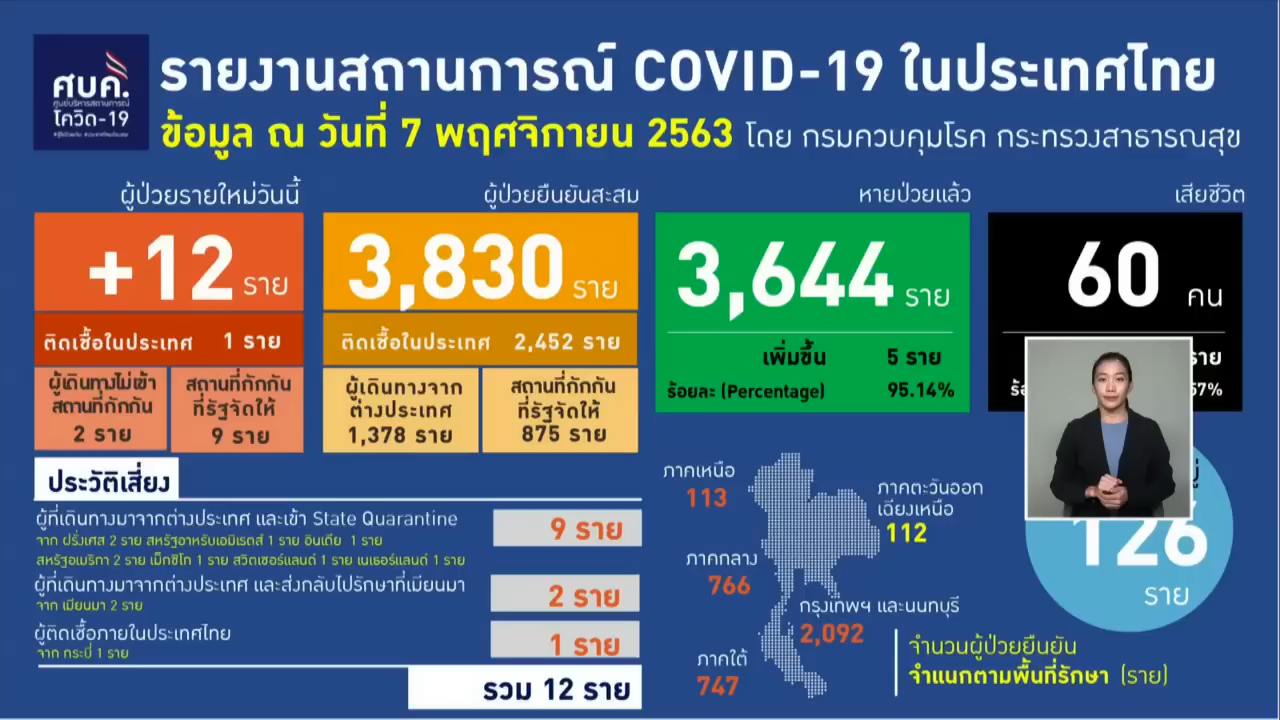 ศบค.
ศูนย์บริหารสถานการณ์
โควิด-19
รายงานสถานการณ์ COVID-19 ในประเทศไทย
ข้อมูล ณ วันที่ 7 พฤศจิกายน 2563 โดย กรมควบคุมโรค กระทรวงสาธารณสุข
ผู้ป่วยรายใหม่วันนี้
+12 ราย
ติดเชื้อในประเทศ 1 ราย
ผู้เดินทางไม่เข้า
สถานที่กักกัน
2 ราย
สถานที่กักกัน
ที่รัฐจัดให้
9 ราย
ผู้ป่วยยืนยันสะสม
3,830 ราย
ติดเชื้อในประเทศ 2,452 ราย
ผู้เดินทางจาก
ต่างประเทศ
1,378 ราย
สถานที่กักกัน
ที่รัฐจัดให้
875 ราย
หายป่วยแล้ว
3,644 ราย
เพิ่มขึ้น 5 ราย
ร้อยละ (Percentage) 95.14%
เสียชีวิต
60 คน
ราย
57%
ประวัติเสี่ยง
ผู้ที่เดินทางมาจากต่างประเทศ และเข้า State Quarantine
จาก ฝรั่งเศส 2 ราย สหรัฐอาหรับเอมิเรตส์ 1 ราย อินเดีย 1 ราย
สหรัฐอเมริกา 2 ราย เม็กซิโก 1 ราย สวิตเซอร์แลนด์ 1 ราย เนเธอร์แลนด์ 1 ราย
9 ราย
ผู้ที่เดินทางมาจากต่างประเทศ และส่งกลับไปรักษาที่เมียนมา
จาก เมียนมา 2 ราย
2 ราย
ผู้ติดเชื้อภายในประเทศไทย
จาก กระบี่ 1 ราย
1 ราย
รวม 12 ราย
ภาคเหนือ
113
ภาคตะวันออก
เฉียงเหนือ
112
ภาคกลาง
766
กรุงเทพฯ และนนทบุรี
2,092
ภาคใต้
747
126
ราย
จำนวนผู้ป่วยยืนยัน
จำแนกตามพื้นที่รักษา (ราย)